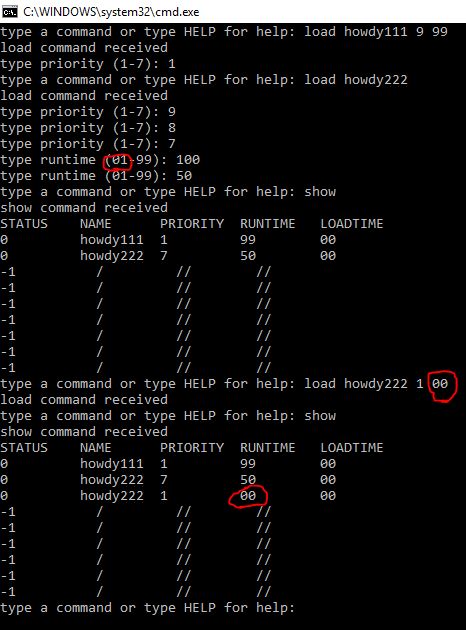 C:\WINDOWS\system32\cmd.exe
type a command or type HELP for help: load howdy111 9 99
load command received
type priority (1-7): 1
type a command or type HELP for help: load howdy222
load command received
type priority (1-7): 9
type priority (1-7): 8
type priority (1-7): 7
type runtime (01-99): 100
type runtime (01-99): 50
type a command or type HELP for help: show
show command received
STATUS NAME PRIORITY RUNTIME LOADTIME
0 howdy111 1 99 00
0 howdy222 7 50 00
-1 / // //
-1 / // //
-1 / // //
-1 / // //
-1 / // //
-1 / // //
-1 / // //
type a command or type HELP for help: load howdy222 1 00
load command received
type a command or type HELP for help: show
show command received
STATUS NAME PRIORITY RUNTIME LOADTIME
0 howdy111 1 99 00
0 howdy222 7 50 00
0 howdy222 1 00 00
-1 / // //
-1 / // //
-1 / // //
-1 / // //
-1 / // //
-1 / // //
type a command or type HELP for help: